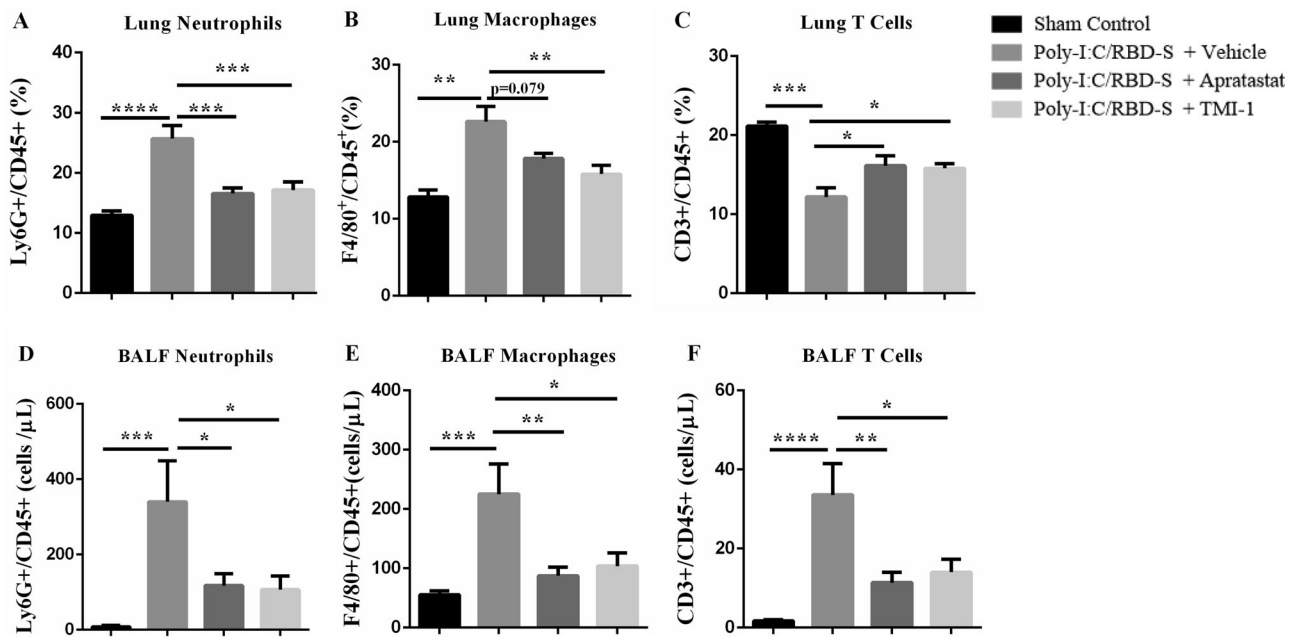 A
Lung Neutrophils
Ly6G+/CD45+ (%)
40
30
20
10
0
****
***
***
B
Lung Macrophages
F4/80⁺/CD45⁺(%)
30
20
10
0
**
**
p=0.079
C
Lung T Cells
CD3+/CD45+ (%)
30
20
10
0
***
*
*
Sham Control
Poly-I:C/RBD-S + Vehicle
Poly-I:C/RBD-S + Apratastat
Poly-I:C/RBD-S + TMI-1
D
BALF Neutrophils
Ly6G+/CD45+ (cells /µL)
600
400
200
0
***
*
*
E
BALF Macrophages
F4/80+/CD45+(cells/µL)
400
300
200
100
0
***
*
**
F
BALF T Cells
CD3+/CD45+ (cells/µL)
60
40
20
0
****
*
**